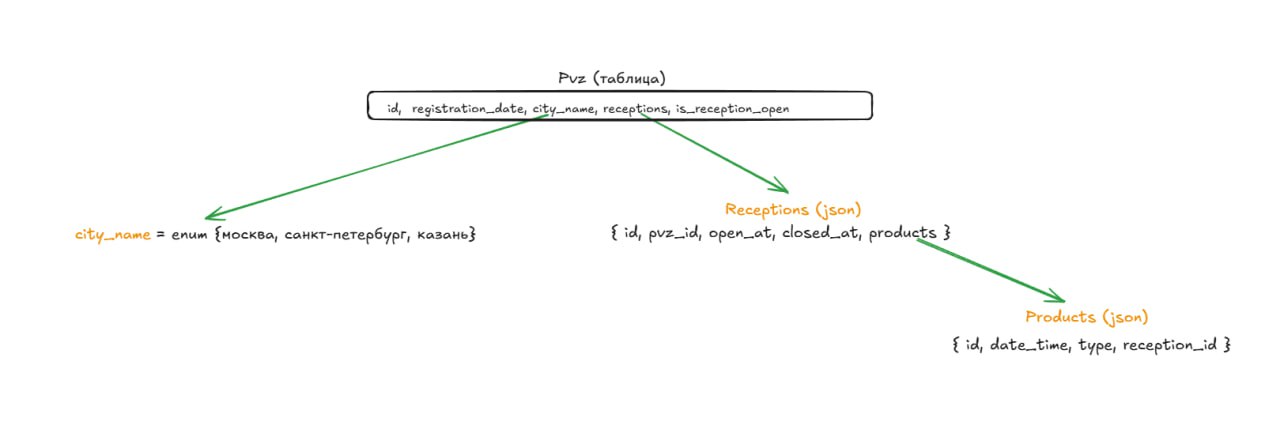 Pvz (таблица)
id, registration_date, city_name, receptions, is_reception_open
Receptions (json)
city_name = enum {москва, санкт-петербург, казань}
{ id, pvz_id, open_at, closed_at, products }
Products (json)
{ id, date_time, type, reception_id }